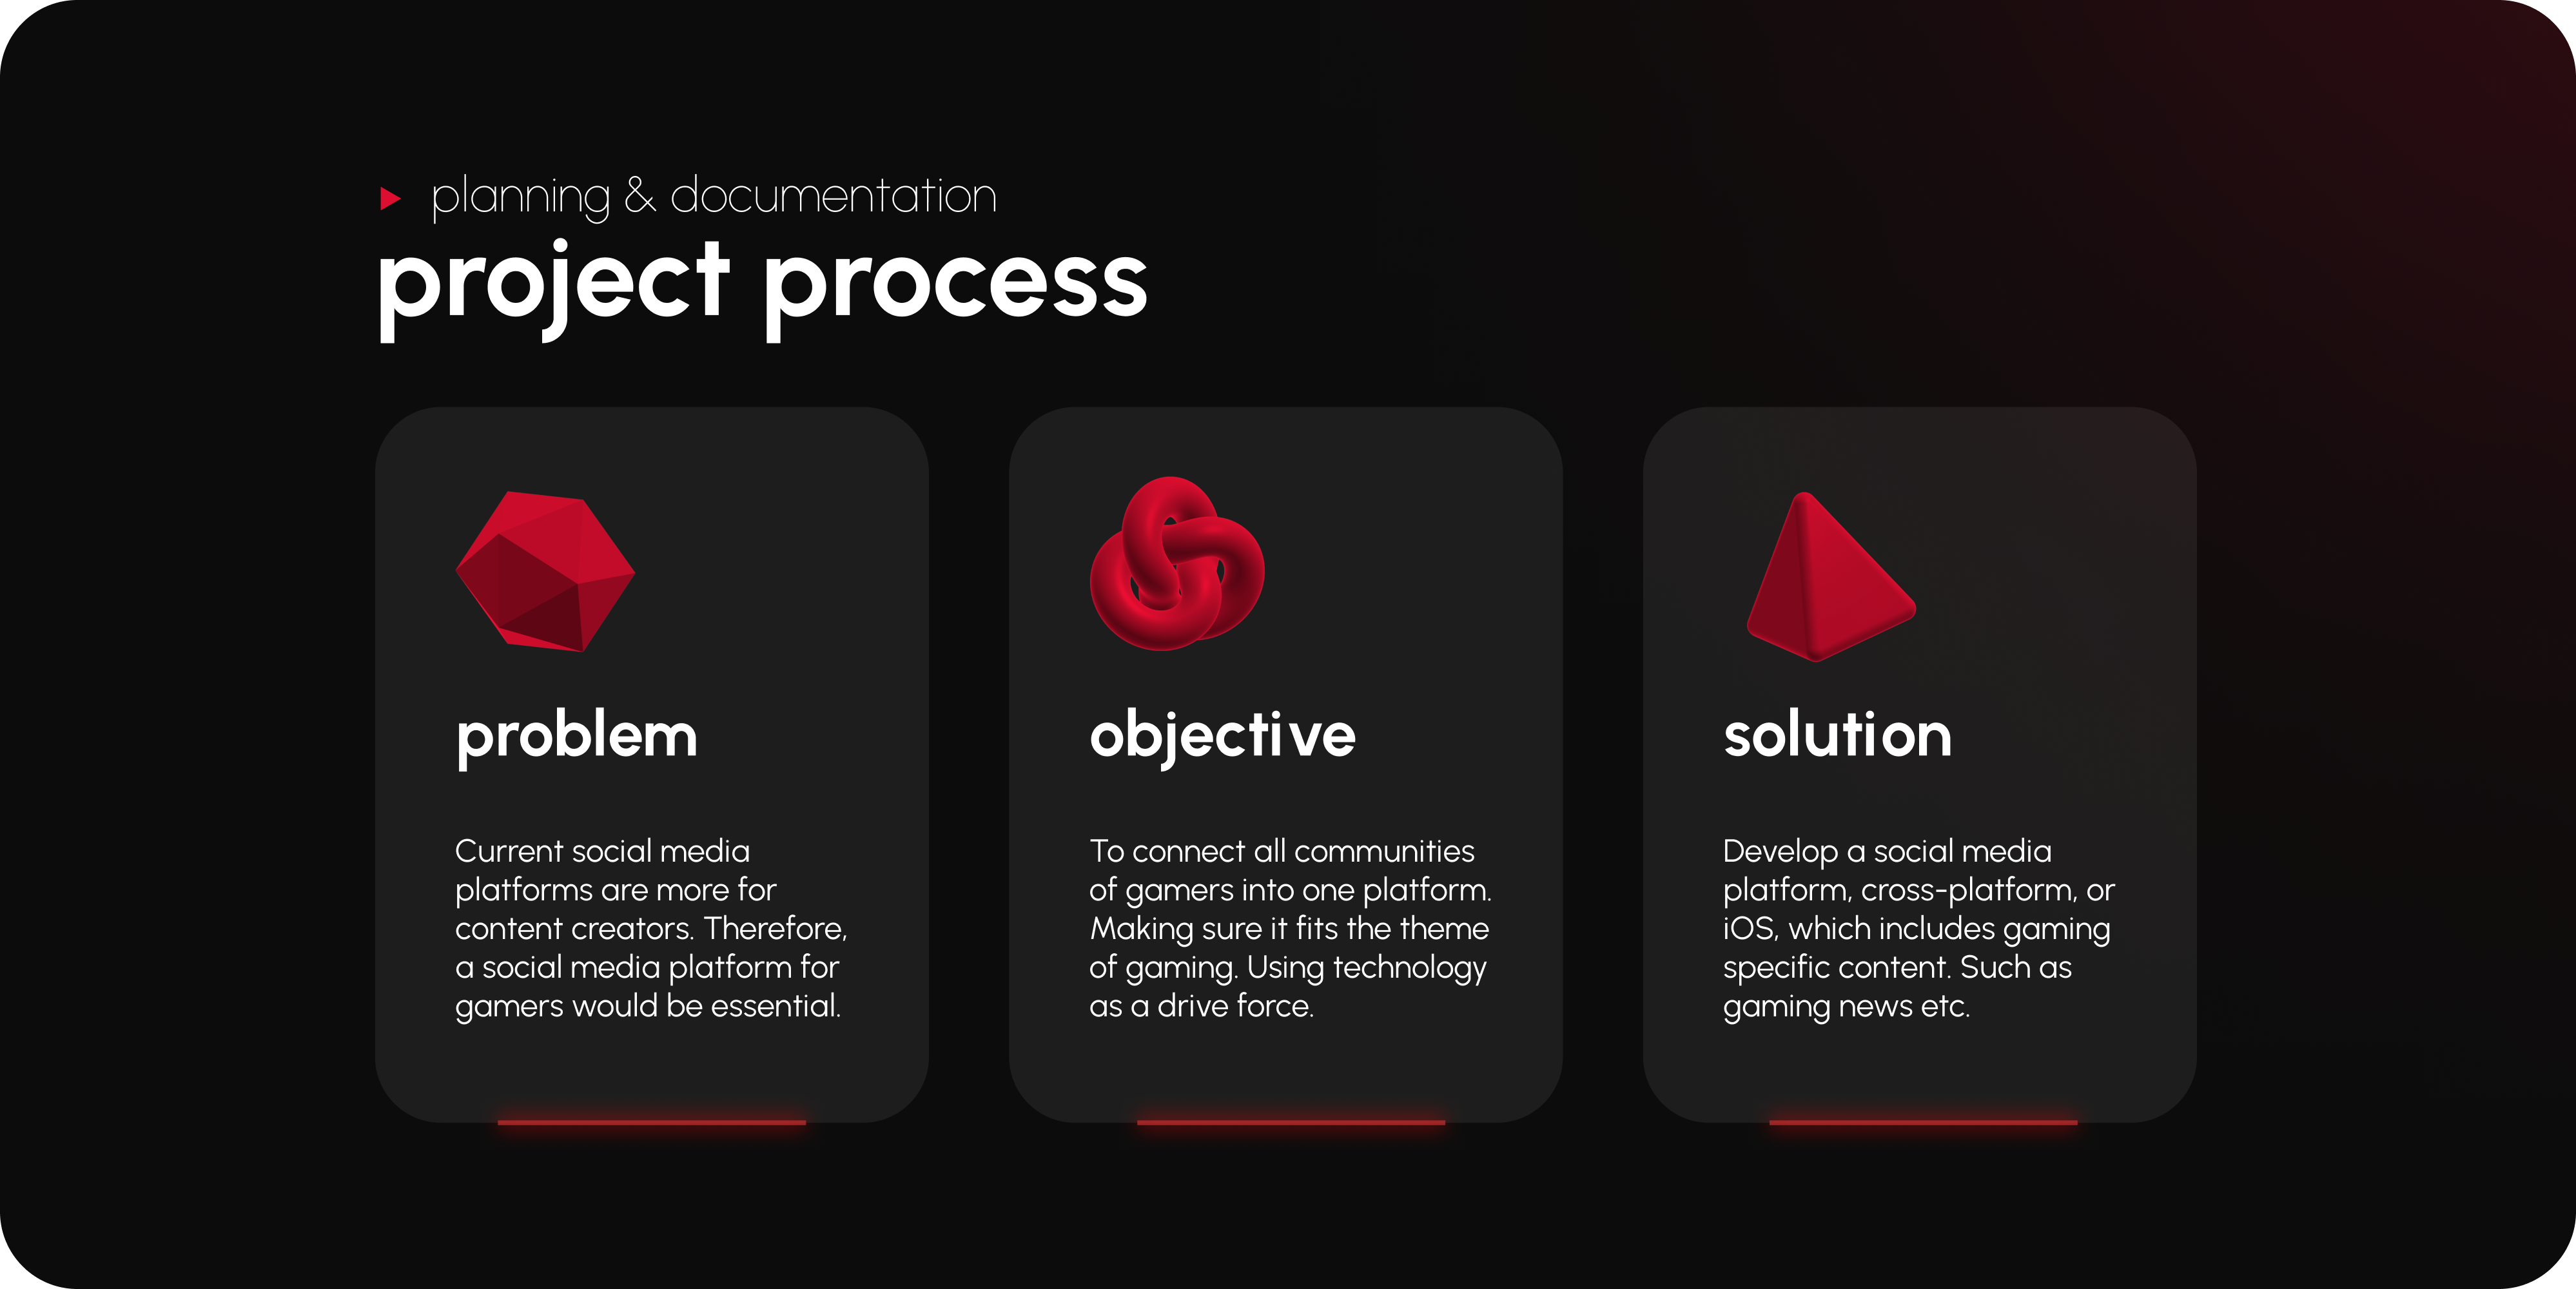 planning & documentation
project process
problem
Current social media
platforms are more for
content creators. Therefore,
a social media platform for
gamers would be essential.
objective
To connect all communities
of gamers into one platform.
Making sure it fits the theme
of gaming. Using technology
as a drive force.
solution
Develop a social media
platform, cross-platform, or
iOS, which includes gaming
specific content. Such as
gaming news etc.